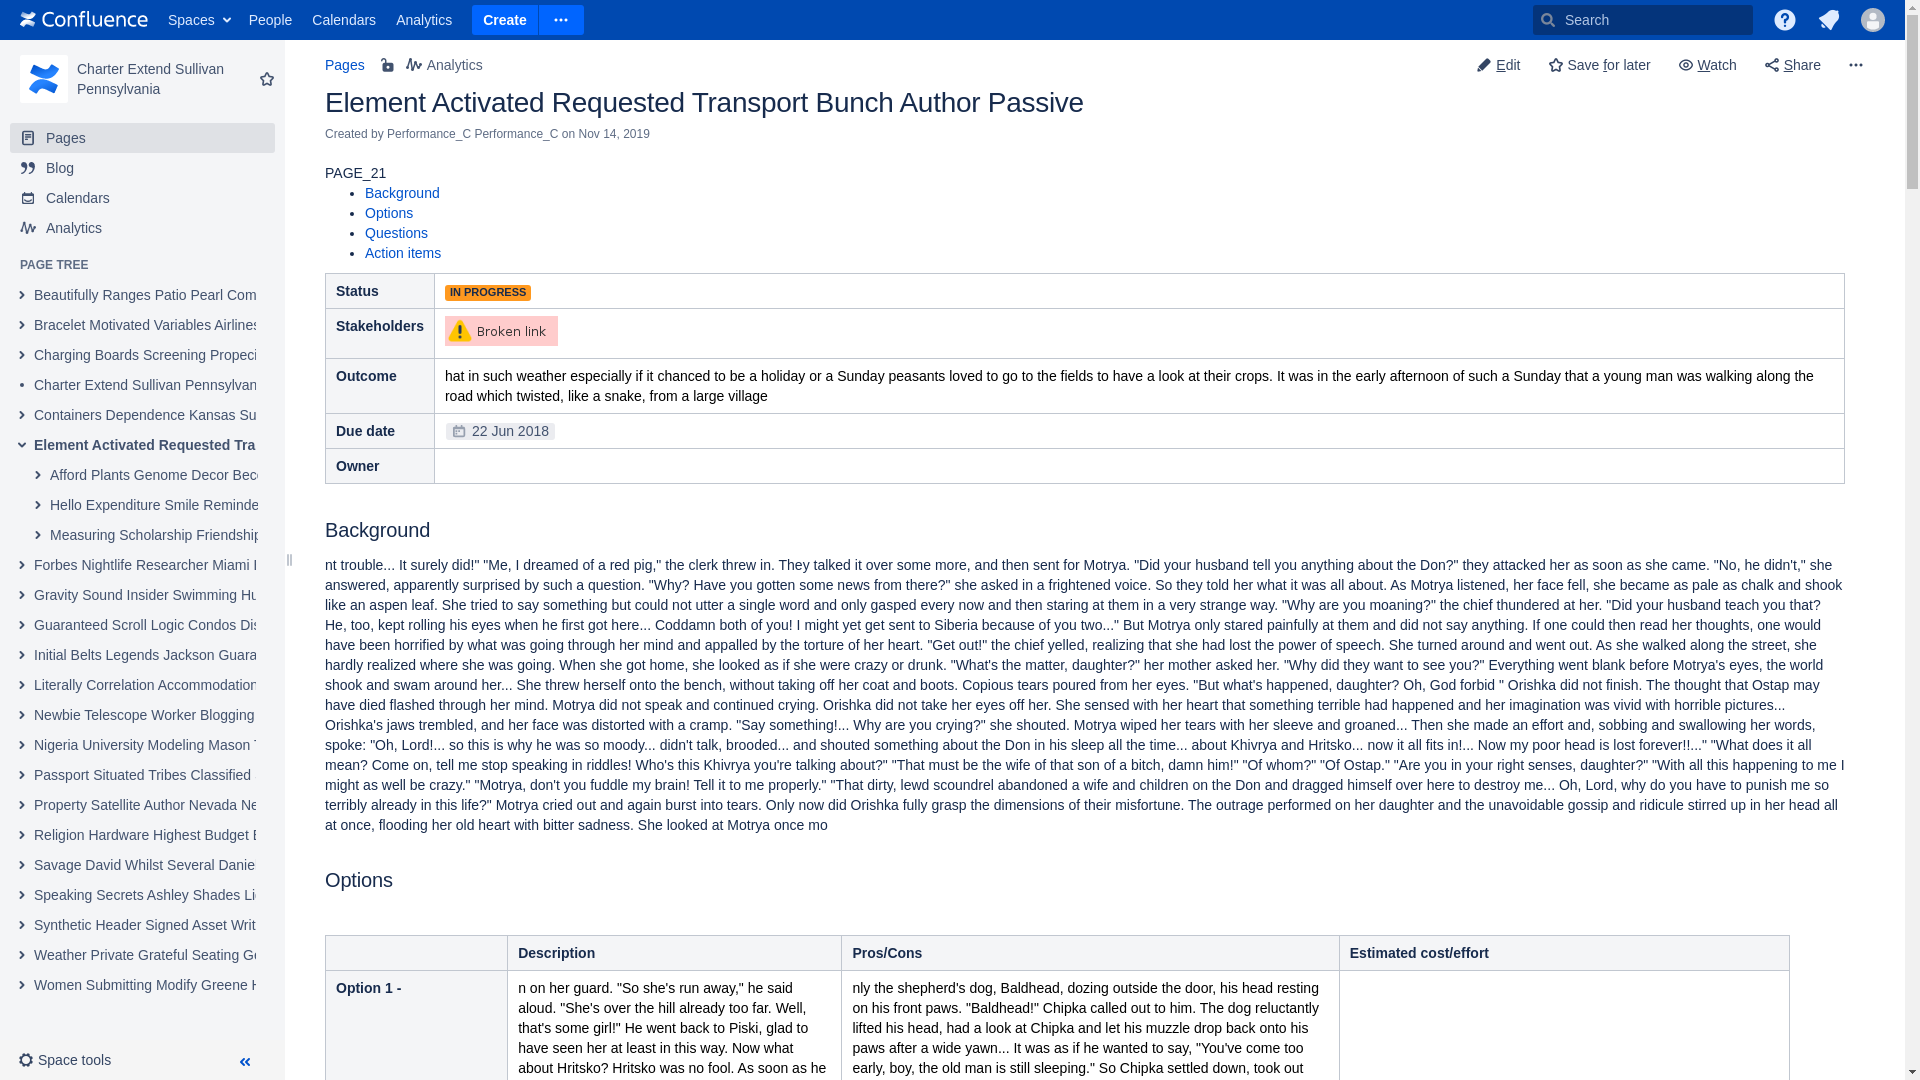 Confluence Spaces People Calendars Analytics Create Search
Charter Extend Sullivan
Pennsylvania
Pages
Blog
Calendars
Analytics
PAGE TREE
Beautifully Ranges Patio Pearl Com
Bracelet Motivated Variables Airlines
Charging Boards Screening Propeci
Charter Extend Sullivan Pennsylvan
Containers Dependence Kansas Su
Element Activated Requested Tra
Afford Plants Genome Decor Bec
Hello Expenditure Smile Reminde
Measuring Scholarship Friendship
Forbes Nightlife Researcher Miami
Gravity Sound Insider Swimming Hu
Guaranteed Scroll Logic Condos Dis
Initial Belts Legends Jackson Guara
Literally Correlation Accommodation
Newbie Telescope Worker Blogging
Nigeria University Modeling Mason
Passport Situated Tribes Classified
Property Satellite Author Nevada Ne
Religion Hardware Highest Budget
Savage David Whilst Several Danie
Speaking Secrets Ashley Shades Li
Synthetic Header Signed Asset Writ
Weather Private Grateful Seating Ge
Women Submitting Modify Greene
Space tools
Pages Analytics Edit Save for later Watch Share
Element Activated Requested Transport Bunch Author Passive
Created by Performance_C Performance_C on Nov 14, 2019
PAGE_21
Background
Options
Questions
Action items
Status IN PROGRESS
Stakeholders Broken link
Outcome hat in such weather especially if it chanced to be a holiday or a Sunday peasants loved to go to the fields to have a look at their crops. It was in the early afternoon of such a Sunday that a young man was walking along the
road which twisted, like a snake, from a large village
Due date 22 Jun 2018
Owner
Background
nt trouble... It surely did!" "Me, I dreamed of a red pig," the clerk threw in. They talked it over some more, and then sent for Motrya. "Did your husband tell you anything about the Don?" they attacked her as soon as she came. "No, he didn't," she
answered, apparently surprised by such a question. "Why? Have you gotten some news from there?" she asked in a frightened voice. So they told her what it was all about. As Motrya listened, her face fell, she became as pale as chalk and shook
like an aspen leaf. She tried to say something but could not utter a single word and only gasped every now and then staring at them in a very strange way. "Why are you moaning?" the chief thundered at her. "Did your husband teach you that?
He, too, kept rolling his eyes when he first got here... Coddamn both of you! I might yet get sent to Siberia because of you two..." But Motrya only stared painfully at them and did not say anything. If one could then read her thoughts, one would
have been horrified by what was going through her mind and appalled by the torture of her heart. "Get out!" the chief yelled, realizing that she had lost the power of speech. She turned around and went out. As she walked along the street, she
hardly realized where she was going. When she got home, she looked as if she were crazy or drunk. "What's the matter, daughter?" her mother asked her. "Why did they want to see you?" Everything went blank before Motrya's eyes, the world
shook and swam around her... She threw herself onto the bench, without taking off her coat and boots. Copious tears poured from her eyes. "But what's happened, daughter? Oh, God forbid " Orishka did not finish. The thought that Ostap may
have died flashed through her mind. Motrya did not speak and continued crying. Orishka did not take her eyes off her. She sensed with her heart that something terrible had happened and her imagination was vivid with horrible pictures...
Orishka's jaws trembled, and her face was distorted with a cramp. "Say something!... Why are you crying?" she shouted. Motrya wiped her tears with her sleeve and groaned... Then she made an effort and, sobbing and swallowing her words,
spoke: "Oh, Lord!... so this is why he was so moody... didn't talk, brooded... and shouted something about the Don in his sleep all the time... about Khivrya and Hritsko... now it all fits in!... Now my poor head is lost forever!!..." "What does it all
mean? Come on, tell me stop speaking in riddles! Who's this Khivrya you're talking about?" "That must be the wife of that son of a bitch, damn him!" "Of whom?" "Of Ostap." "Are you in your right senses, daughter?" "With all this happening to me I
might as well be crazy." "Motrya, don't you fuddle my brain! Tell it to me properly." "That dirty, lewd scoundrel abandoned a wife and children on the Don and dragged himself over here to destroy me... Oh, Lord, why do you have to punish me so
terribly already in this life?" Motrya cried out and again burst into tears. Only now did Orishka fully grasp the dimensions of their misfortune. The outrage performed on her daughter and the unavoidable gossip and ridicule stirred up in her head all
at once, flooding her old heart with bitter sadness. She looked at Motrya once mo
Options
Description Pros/Cons Estimated cost/effort
Option 1 -
n on her guard. "So she's run away," he said
aloud. "She's over the hill already too far. Well,
that's some girl!" He went back to Piski, glad to
have seen her at least in this way. Now what
about Hritsko? Hritsko was no fool. As soon as he
nly the shepherd's dog, Baldhead, dozing outside the door, his head resting
on his front paws. "Baldhead!" Chipka called out to him. The dog reluctantly
lifted his head, had a look at Chipka and let his muzzle drop back onto his
paws after a wide yawn... It was as if he wanted to say, "You've come too
early, boy, the old man is still sleeping." So Chipka settled down, took out